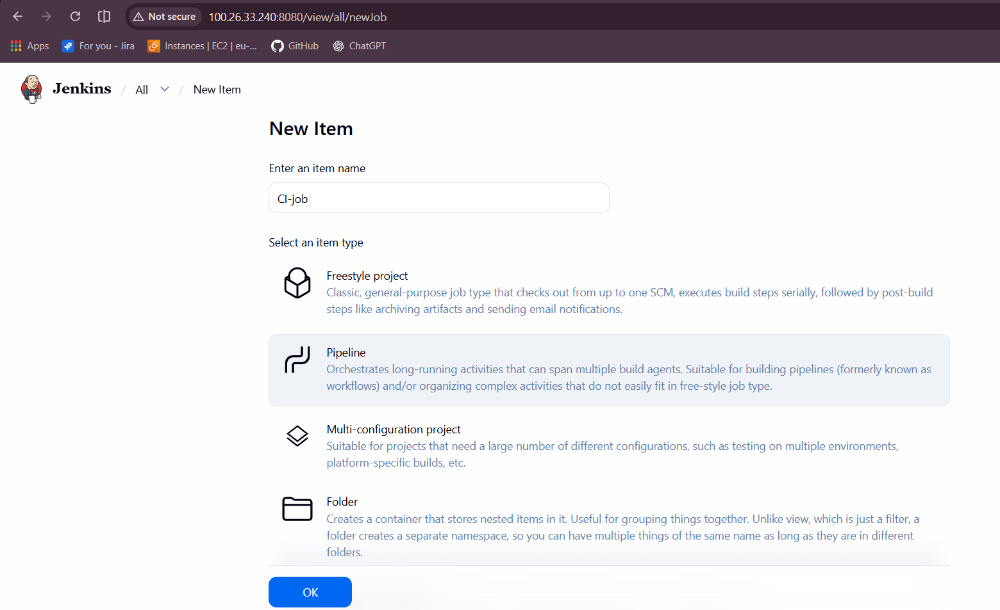 Not secure 100.26.33.240:8080/view/all/newJob
Apps For you - Jira Instances | EC2 | eu-... GitHub ChatGPT
Jenkins / All / New Item
New Item
Enter an item name
CI-job
Select an item type
Freestyle project
Classic, general-purpose job type that checks out from up to one SCM, executes build steps serially, followed by post-build
steps like archiving artifacts and sending email notifications.
Pipeline
Orchestrates long-running activities that can span multiple build agents. Suitable for building pipelines (formerly known as
workflows) and/or organizing complex activities that do not easily fit in free-style job type.
Multi-configuration project
Suitable for projects that need a large number of different configurations, such as testing on multiple environments,
platform-specific builds, etc.
Folder
Creates a container that stores nested items in it. Useful for grouping things together. Unlike view, which is just a filter, a
folder creates a separate namespace, so you can have multiple things of the same name as long as they are in different
folders.
OK